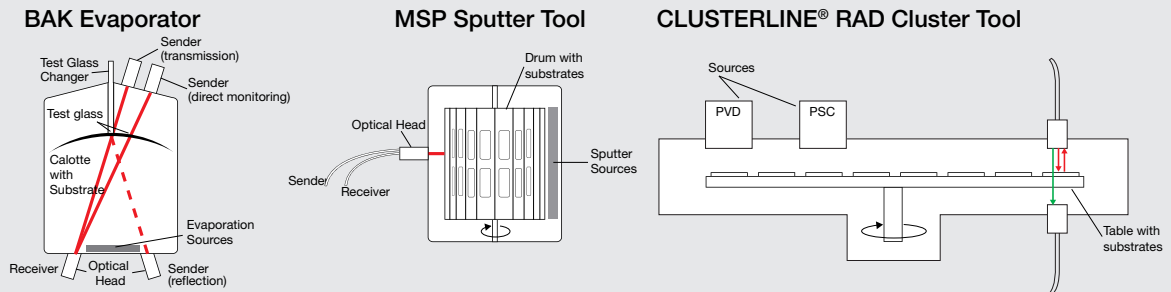 BAK Evaporator
Sender
(transmission)
Test Glass
Changer
Sender
(direct monitoring)
Test glass
Calotte
with
Substrate
Evaporation
Sources
Receiver
Optical
Head
Sender
(reflection)
MSP Sputter Tool
Drum with
substrates
Optical Head
Sender
Receiver
Sputter
Sources
CLUSTERLINE® RAD Cluster Tool
Sources
PVD
PSC
Table with
substrates